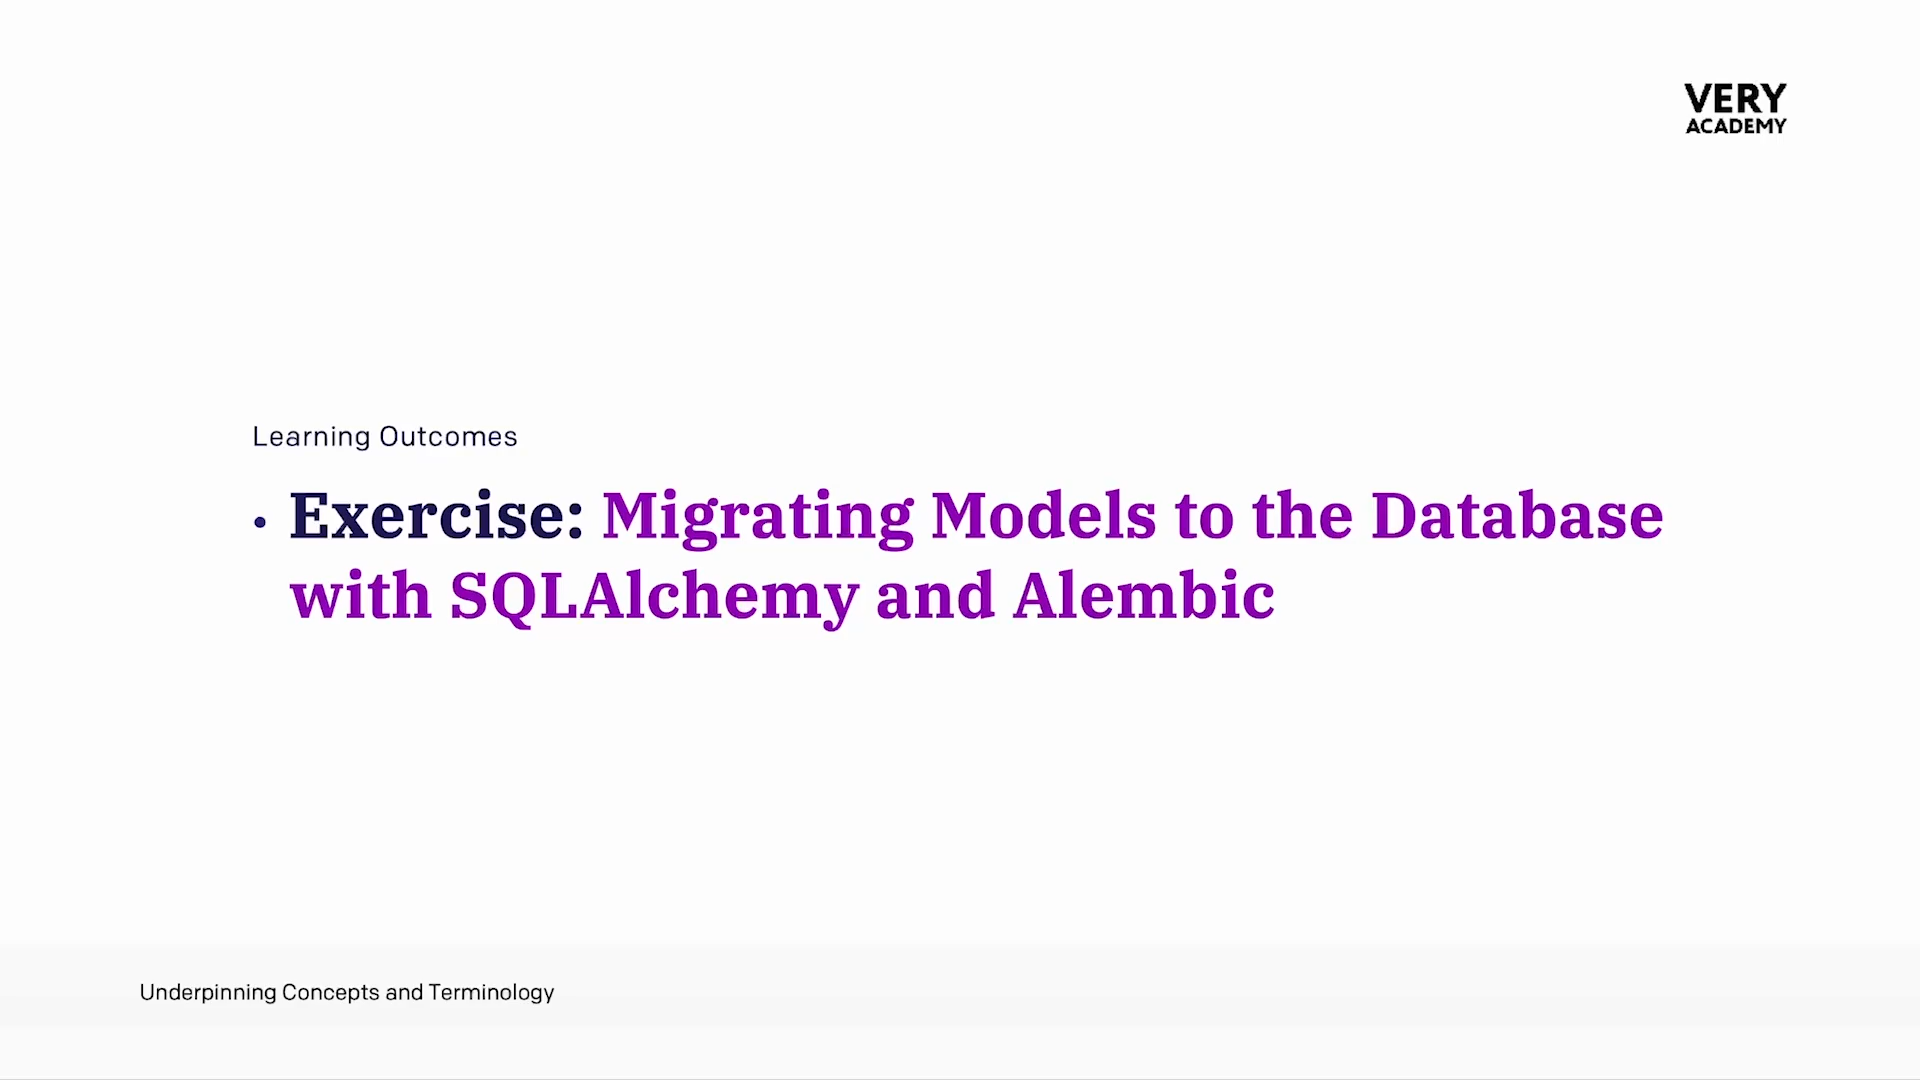 VERY
ACADEMY
Learning Outcomes
• Exercise: Migrating Models to the Database
with SQLAlchemy and Alembic
Underpinning Concepts and Terminology